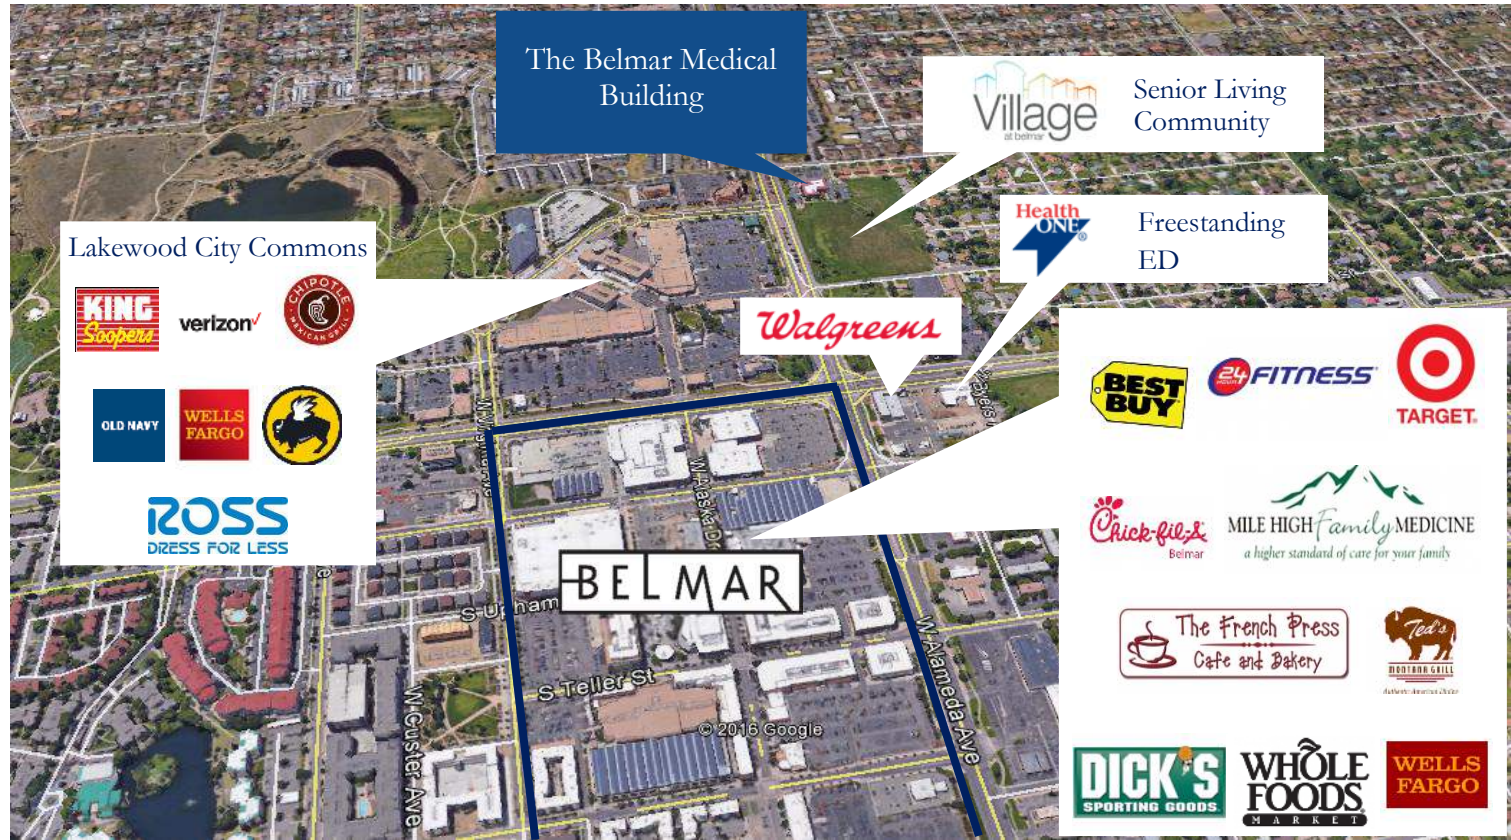 The Belmar Medical
Building
Village
at belmar
Senior Living
Community
Health
ONE®
Freestanding
ED
Lakewood City Commons
KING
Soopers
verizon
CHIPOTLE
MEXICAN GRILL
OLD NAVY
WELLS
FARGO
ROSS
DRESS FOR LESS
Walgreens
BEST
BUY
24
HOUR
FITNESS
TARGET
Chick-fil-A
Belmar
MILE HIGH Family MEDICINE
a higher standard of care for your family
The French Press
Cafe and Bakery
Ted's
MONTANA GRILL
DICK'S
SPORTING GOODS
WHOLE
FOODS
MARKET
WELLS
FARGO
BELMAR
W Alaska Dr
S Upham
S Teller St
W Custer Ave
W Alameda Ave
© 2016 Google